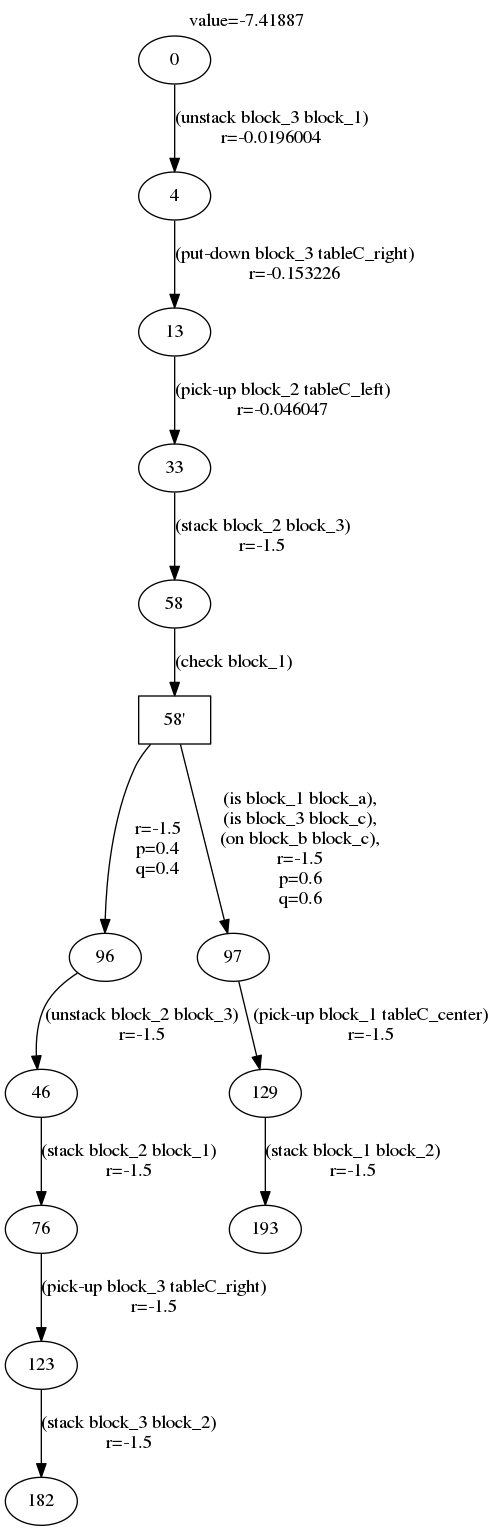 value=-7.41887
0
(unstack block_3 block_1)
r=-0.0196004
4
(put-down block_3 tableC_right)
r=-0.153226
13
(pick-up block_2 tableC_left)
r=-0.046047
33
(stack block_2 block_3)
r=-1.5
58
(check block_1)
58'
r=-1.5
p=0.4
q=0.4
(is block_1 block_a),
(is block_3 block_c),
(on block_b block_c),
r=-1.5
p=0.6
q=0.6
96
97
(unstack block_2 block_3)
r=-1.5
(pick-up block_1 tableC_center)
r=-1.5
46
129
(stack block_2 block_1)
r=-1.5
(stack block_1 block_2)
r=-1.5
76
193
(pick-up block_3 tableC_right)
r=-1.5
123
(stack block_3 block_2)
r=-1.5
182